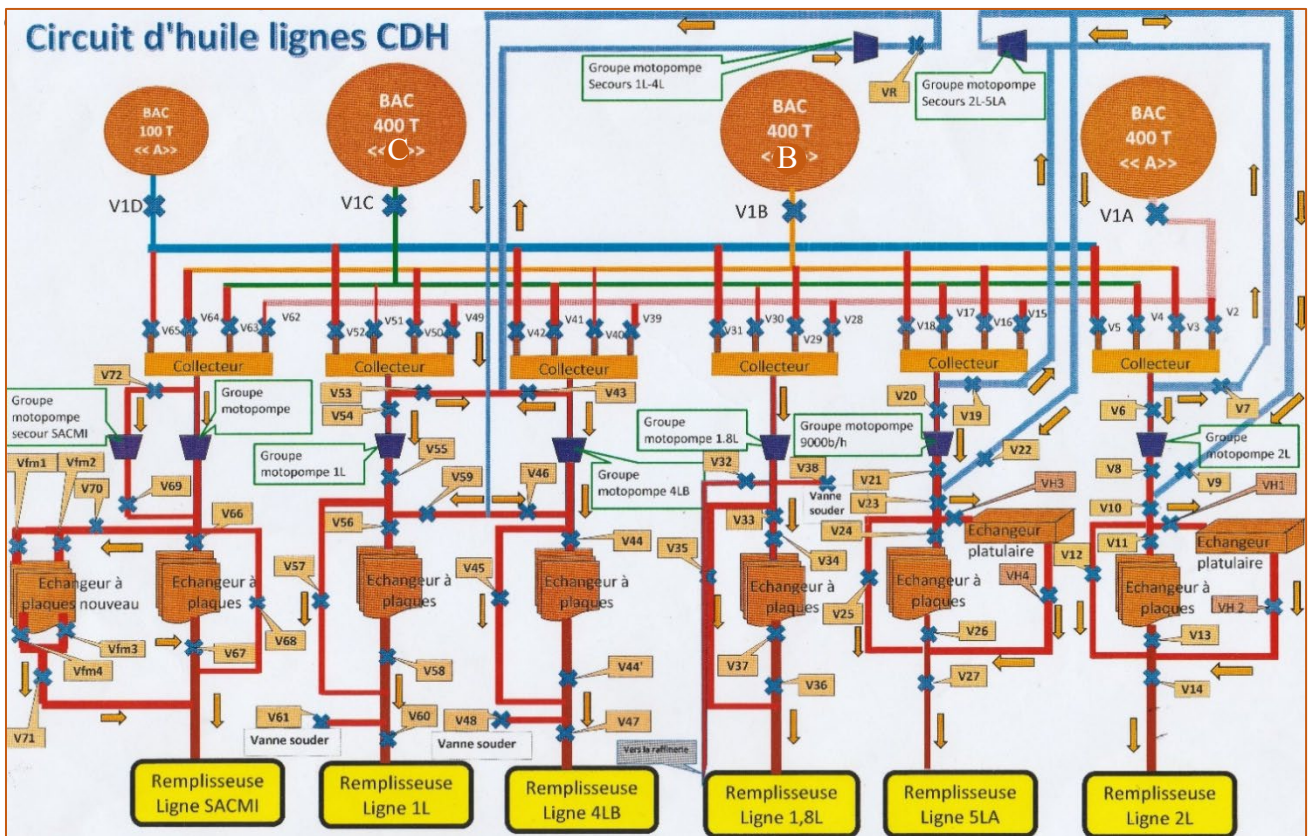 Circuit d'huile lignes CDH
Groupe motopompe
Secours 1L-4L
VR
Groupe motopompe
Secours 2L-5LA
BAC
100 T
<< A>>
BAC
400 T
<<C>>
BAC
400 T
<B>
BAC
400 T
<< A>>
V1D
V1C
V1B
V1A
V65
V64
V63
V62
V52
V51
V50
V49
V42
V41
V40
V39
V31
V30
V29
V28
V18
V17
V16
V15
V5
V4
V3
V2
Collecteur
Collecteur
Collecteur
Collecteur
Collecteur
Collecteur
V72
Groupe
motopompe
secour SACMI
Groupe
motopompe
V53
V54
V43
Groupe
motopompe 1L
V55
V59
V46
Groupe
motopompe 4LB
Groupe
motopompe 1.8L
V32
V38
Vanne
souder
Groupe motopompe
9000b/h
V20
V19
V21
V22
V23
V24
VH3
V6
V7
Groupe
motopompe 2L
V8
V9
V10
V11
VH1
Vfm1
Vfm2
V70
V69
V66
V56
V57
V44
V45
V33
V34
V35
Echangeur à
plaques nouveau
Echangeur à
plaques
Echangeur à
plaques
Echangeur à
plaques
Echangeur à
plaques
Echangeur à
plaques
Echangeur à
plaques
Echangeur
platulaire
Echangeur
platulaire
VH4
V12
VH 2
V25
V26
V27
V13
V14
V68
V67
Vfm3
Vfm4
V71
V58
V61
Vanne souder
V60
V44'
V48
Vanne souder
V47
V37
V36
Vers la raffinerie
Remplisseuse
Ligne SACMI
Remplisseuse
Ligne 1L
Remplisseuse
Ligne 4LB
Remplisseuse
Ligne 1,8L
Remplisseuse
Ligne 5LA
Remplisseuse
Ligne 2L